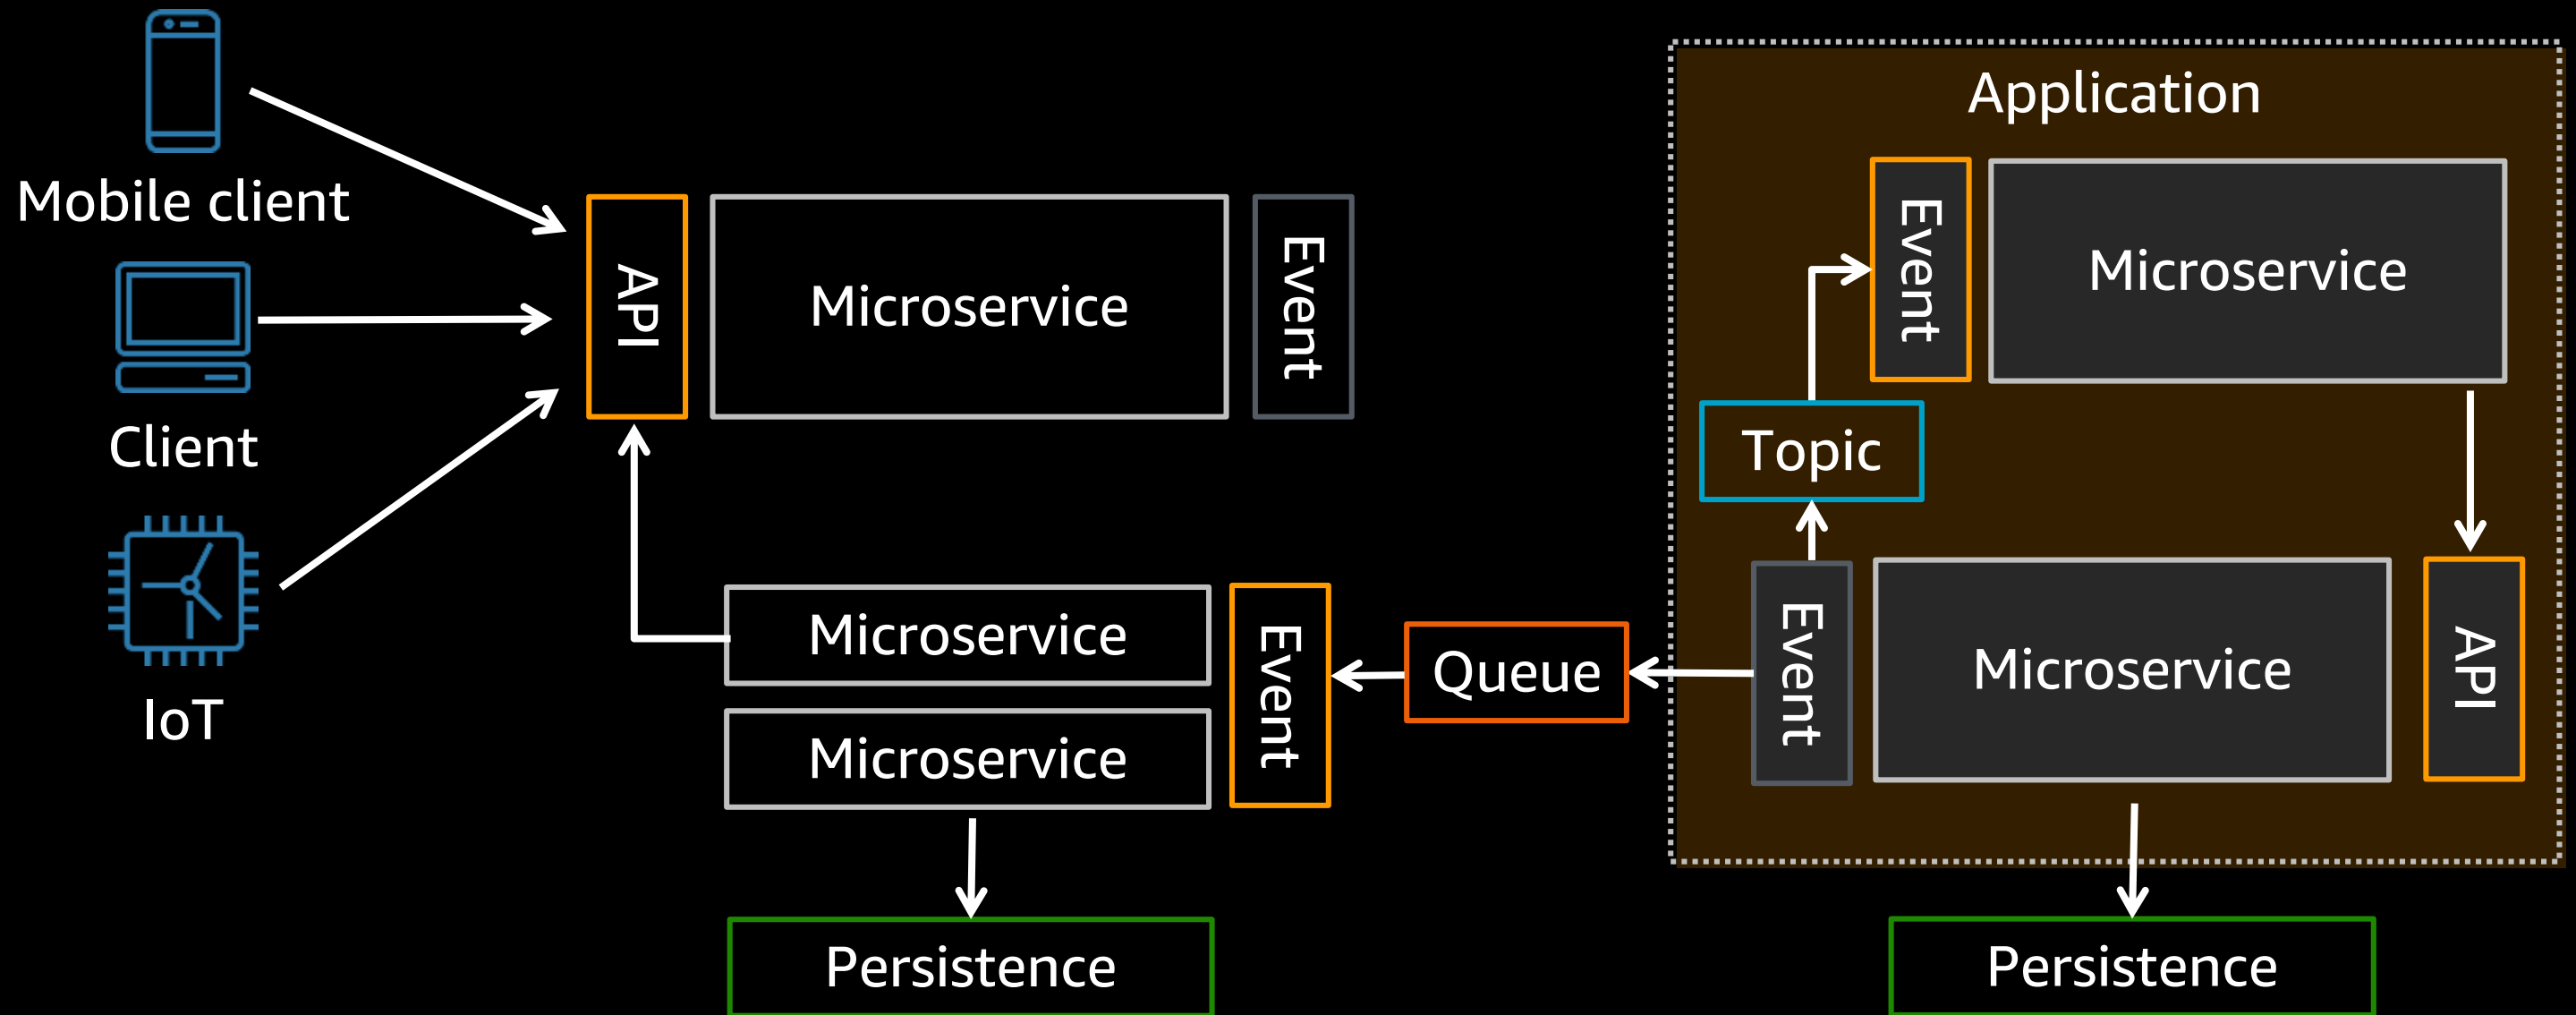 Mobile client
Client
IoT
API
Microservice
Event
Microservice
Microservice
Event
Persistence
Queue
Application
Event
Microservice
Topic
Event
Microservice
API
Persistence